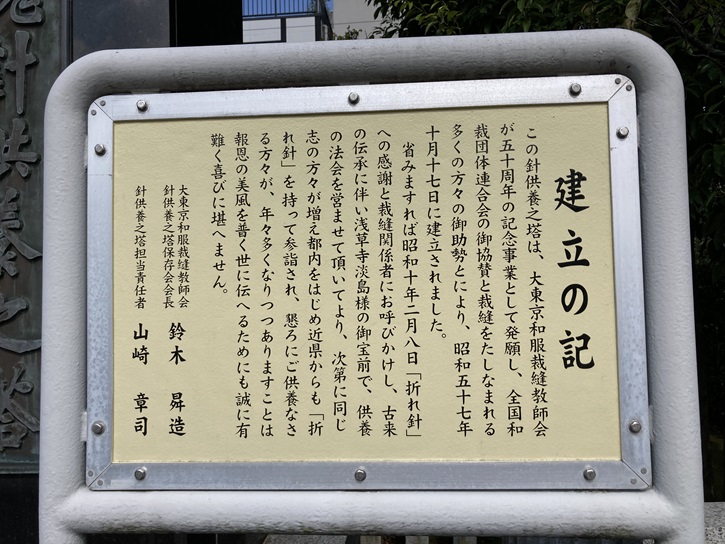 建立の記
この針供養之塔は、大東京和服裁縫教師会
が五十周年の記念事業として発願し、全国和
裁団体連合会の御協賛と裁縫をたしなまれる
多くの方々の御助勢とにより、昭和五十七年
十月十七日に建立されました。
省みますれば昭和十年二月八日「折れ針」
への感謝と裁縫関係者にお呼びかけし、古来
の伝承に伴い浅草寺淡島様の御宝前で、供養
の法会を営ませて頂いてより、次第に同じ
志の方々が増え都内をはじめ近県からも「折
れ針」を持って参詣され、懇ろにご供養なさ
る方々が、年々多くなりつつありますことは
報恩の美風を普く世に伝へるためにも誠に有
難く喜びに堪へません。
大東京和服裁縫教師会
針供養之塔保存会会長 鈴木 昇造
針供養之塔担当責任者 山崎 章司
針供養之塔